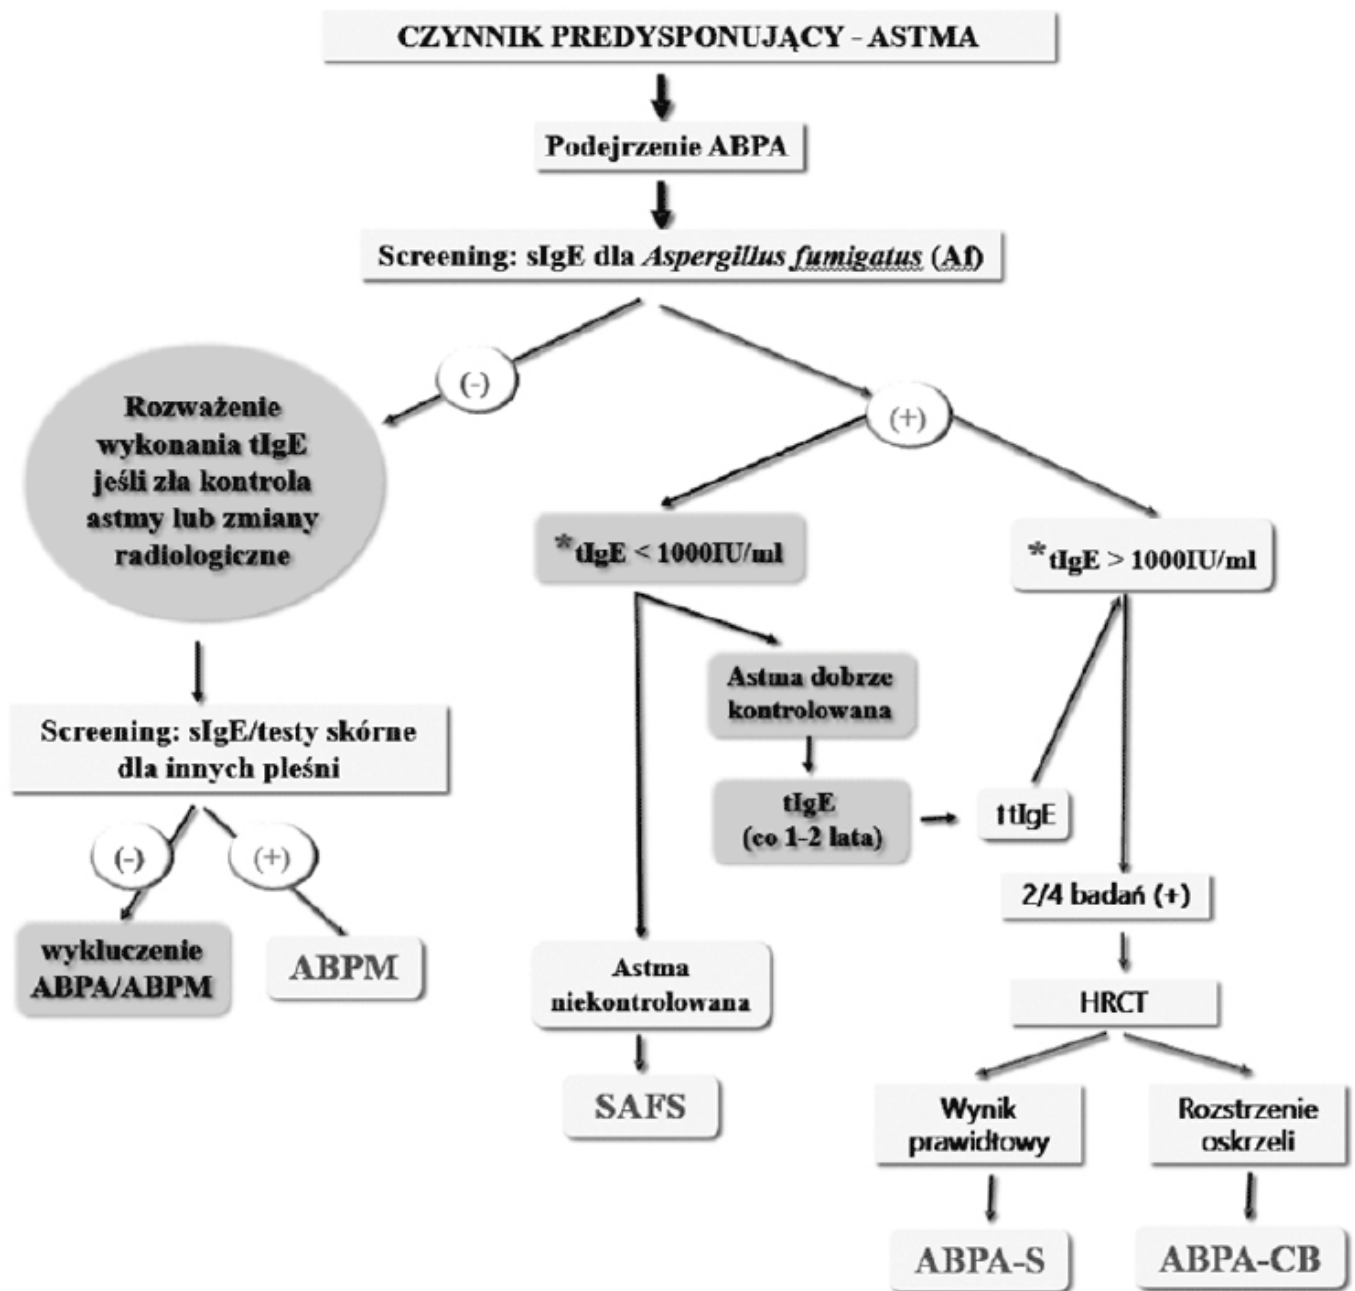 CZYNNIK PREDYSPONUJĄCY - ASTMA
Podejrzenie ABPA
Screening: sIgE dla Aspergillus fumigatus (Af)
(-)
(+)
Rozważenie
wykonania tIgE
jeśli zła kontrola
astmy lub zmiany
radiologiczne
*tIgE < 1000IU/ml
*tIgE > 1000IU/ml
Astma dobrze
kontrolowana
Screening: sIgE/testy skórne
dla innych pleśni
tIgE
(co 1-2 lata)
↑tIgE
(-)
(+)
2/4 badań (+)
wykluczenie
ABPA/ABPM
ABPM
Astma
niekontrolowana
HRCT
SAFS
Wynik
prawidłowy
Rozstrzenie
oskrzeli
ABPA-S
ABPA-CB